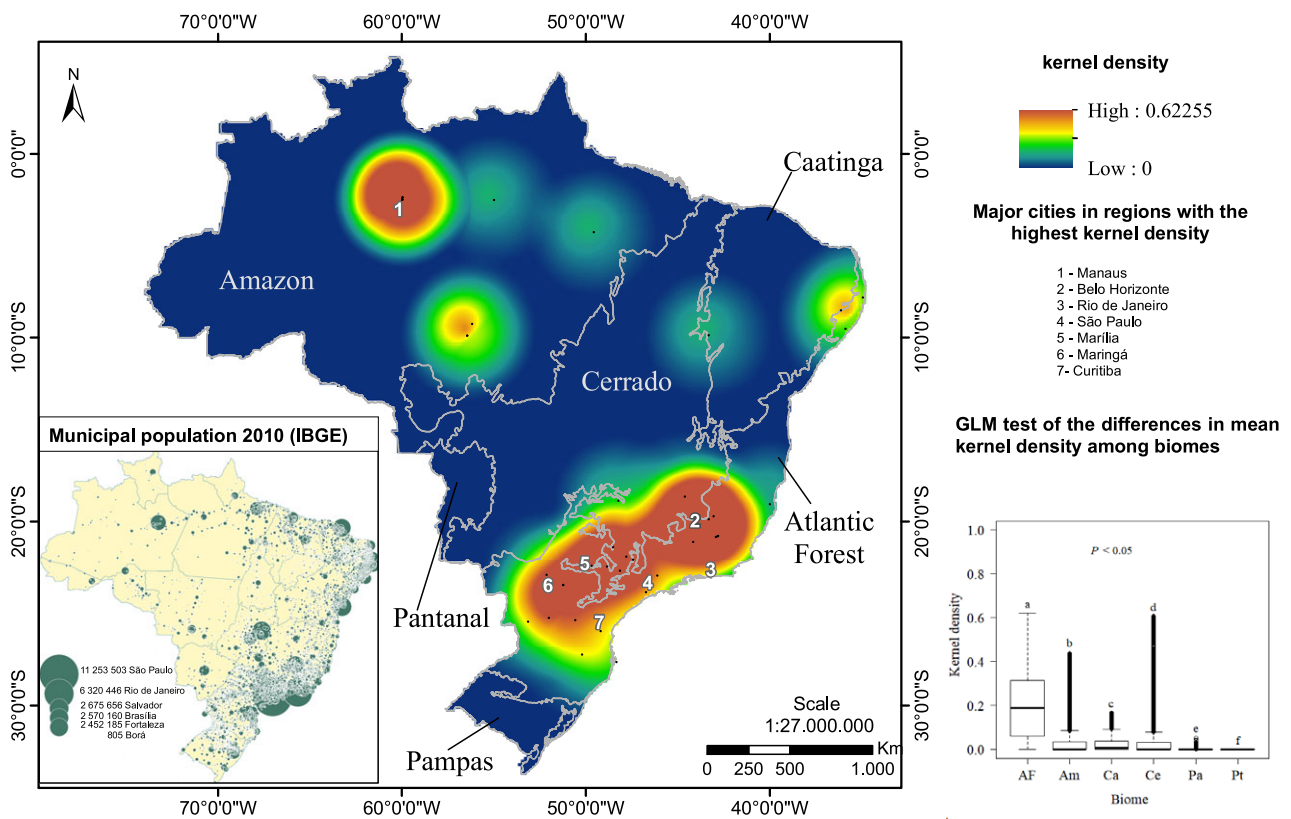 70°0'0"W 60°0'0"W 50°0'0"W 40°0'0"W
N
0°0'0"
10°0'0"S
20°0'0"S
30°0'0"S
0°0'0"
10°0'0"S
20°0'0"S
30°0'0"S
Caatinga
Amazon
Cerrado
Atlantic
Forest
Pantanal
Pampas
1
2
3
4
5
6
7
Scale
1:27.000.000
Km
0 250 500 1.000
70°0'0"W 60°0'0"W 50°0'0"W 40°0'0"W
Municipal population 2010 (IBGE)
11 253 503 São Paulo
6 320 446 Rio de Janeiro
2 675 656 Salvador
2 570 160 Brasília
2 452 185 Fortaleza
805 Borá
kernel density
High : 0.62255
Low : 0
Major cities in regions with the
highest kernel density
1 - Manaus
2 - Belo Horizonte
3 - Rio de Janeiro
4 - São Paulo
5 - Marília
6 - Maringá
7- Curitiba
GLM test of the differences in mean
kernel density among biomes
P < 0.05
Kernel density
1.0
0.8
0.6
0.4
0.2
0.0
a
b
c
d
e
f
AF Am Ca Ce Pa Pt
Biome